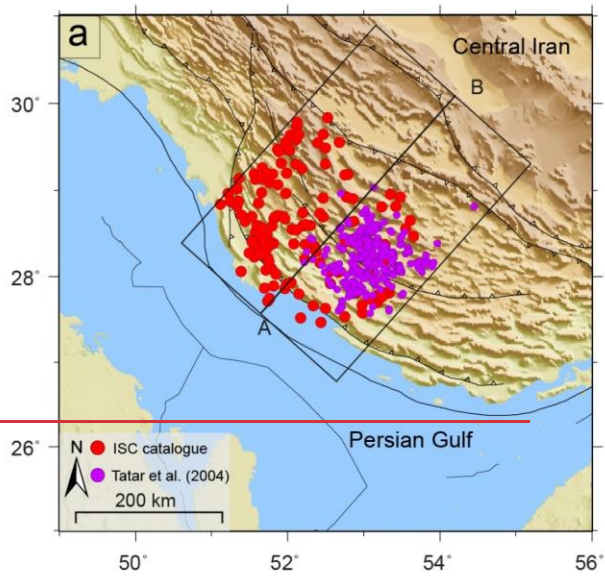 a
Central Iran
B
30°
28°
A
26°
Persian Gulf
N
ISC catalogue
Tatar et al. (2004)
200 km
50°
52°
54°
56°